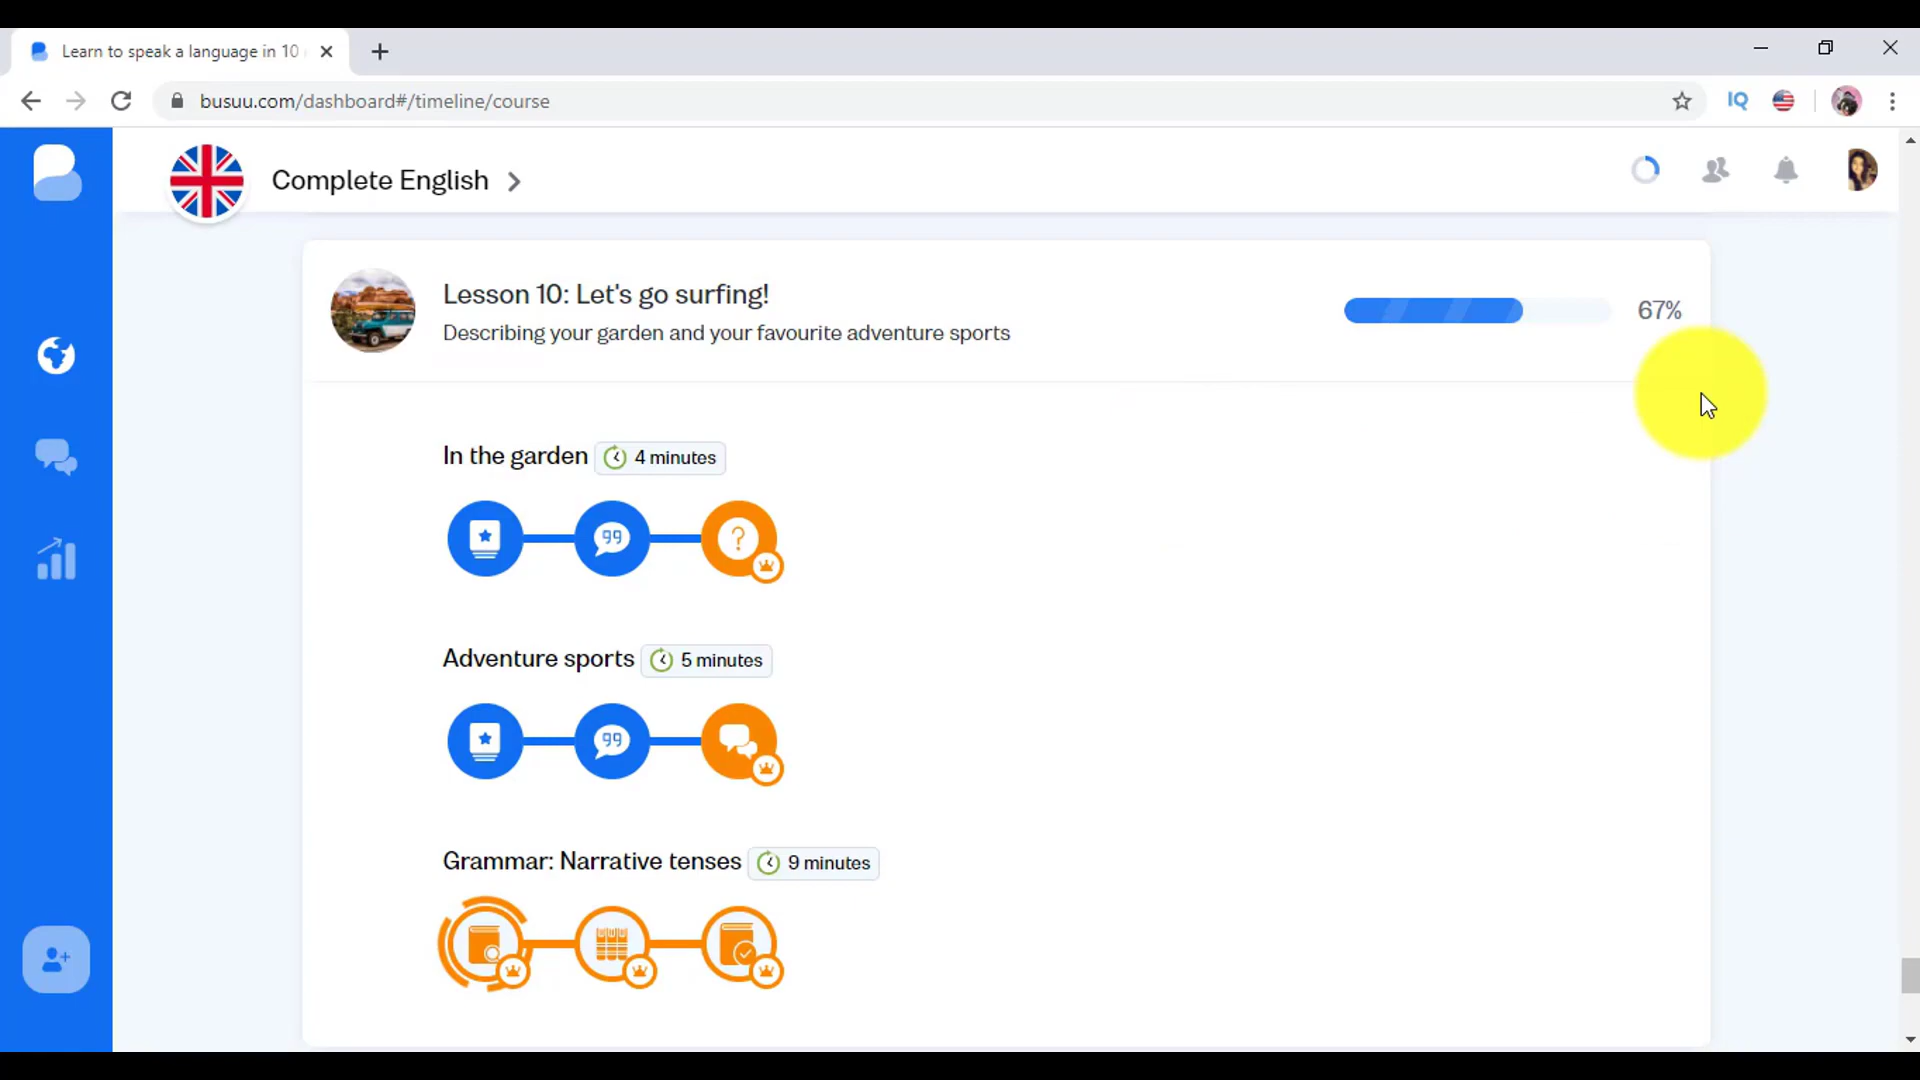 Learn to speak a language in 10
busuu.com/dashboard#/timeline/course
IQ
Complete English
Lesson 10: Let's go surfing!
67%
Describing your garden and your favourite adventure sports
In the garden 4 minutes
99
?
Adventure sports 5 minutes
99
Grammar: Narrative tenses 9 minutes